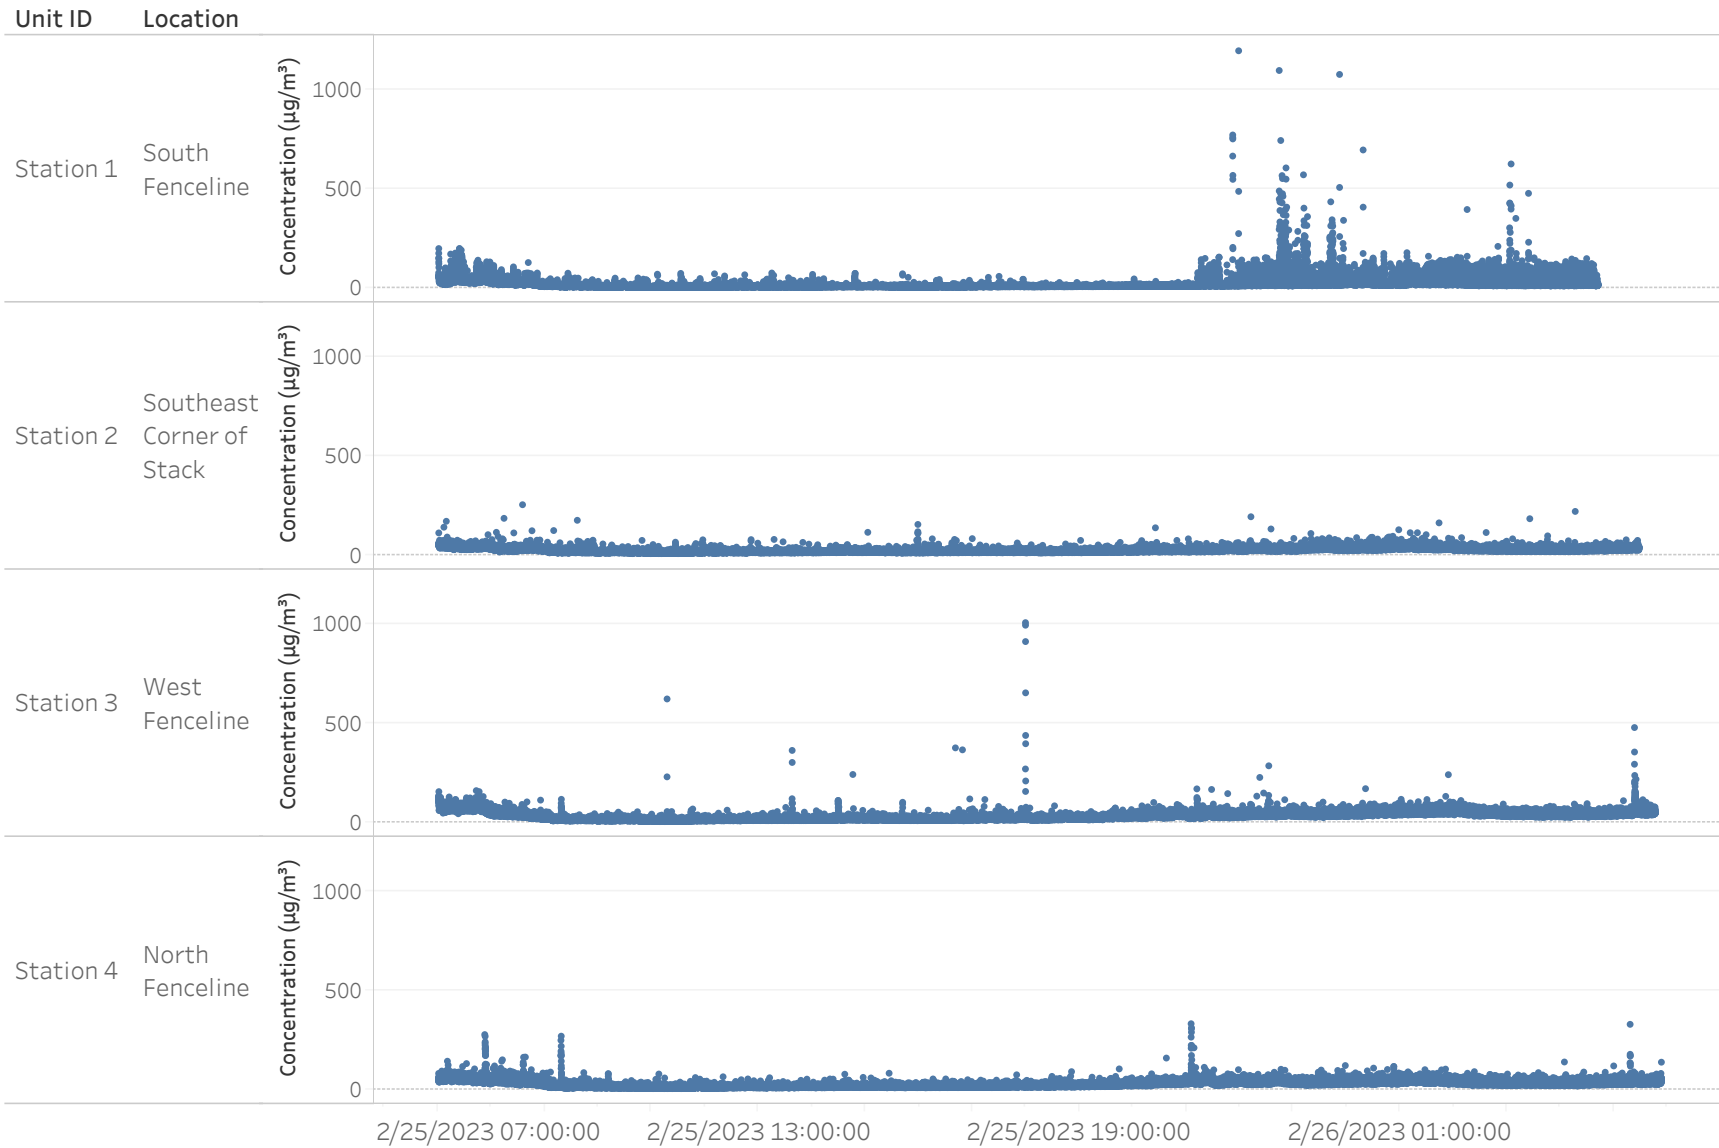 Unit ID Location
Station 1
South
Fenceline
Concentration (µg/m³)
1000
500
0
Station 2
Southeast
Corner of
Stack
Concentration (µg/m³)
1000
500
0
Station 3
West
Fenceline
Concentration (µg/m³)
1000
500
0
Station 4
North
Fenceline
Concentration (µg/m³)
1000
500
0
2/25/2023 07:00:00 2/25/2023 13:00:00 2/25/2023 19:00:00 2/26/2023 01:00:00